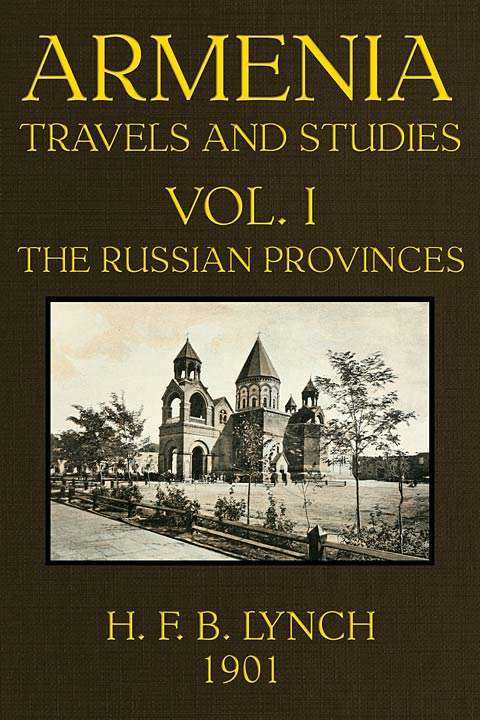 ARMENIA
TRAVELS AND STUDIES
VOL. I
THE RUSSIAN PROVINCES
H. F. B. LYNCH
1901